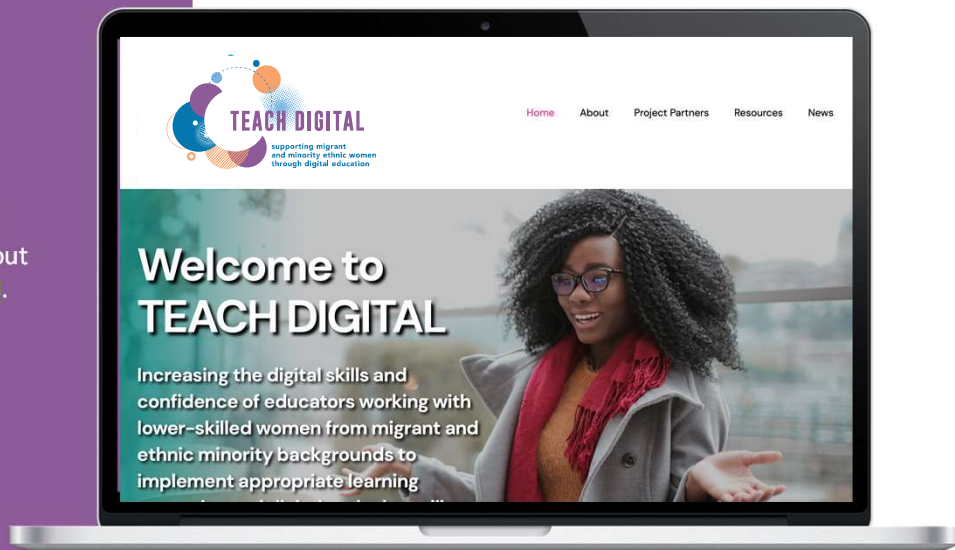 out
.
TEACH DIGITAL
supporting migrant
and minority ethnic women
through digital education
Home About Project Partners Resources News
Welcome to
TEACH DIGITAL
Increasing the digital skills and
confidence of educators working with
lower-skilled women from migrant and
ethnic minority backgrounds to
implement appropriate learning